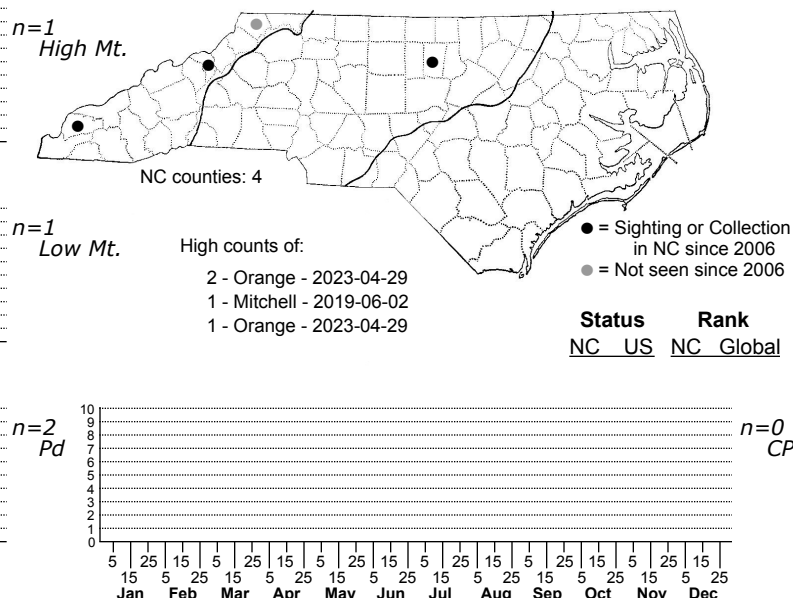 n=1
High Mt.
NC counties: 4
n=1
Low Mt.
High counts of:
2 - Orange - 2023-04-29
1 - Mitchell - 2019-06-02
1 - Orange - 2023-04-29
= Sighting or Collection
in NC since 2006
= Not seen since 2006
Status Rank
NC US NC Global
n=2
Pd
10
9
8
7
6
5
4
3
2
1
0
n=0
CP
5 25 15 5 25 15 5 25 15 5 25 15 5 25 15 5 25 15
15 5 25 15 5 25 15 5 25 15 5 25 15 5 25 15 5 25
Jan Feb Mar Apr May Jun Jul Aug Sep Oct Nov Dec